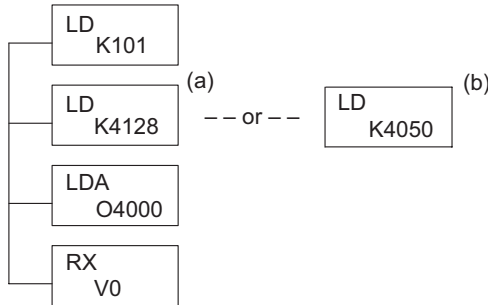 LD
K101
LD
K4128
(a)
– – or – –
LD
K4050
(b)
LDA
O4000
RX
V0